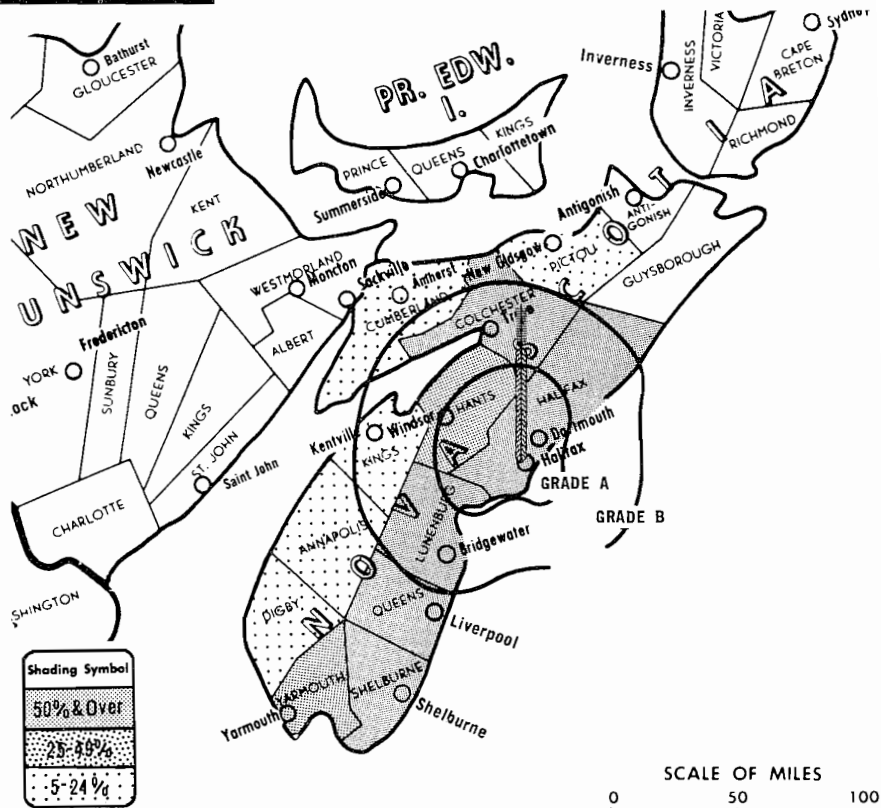 Bathurst
GLOUCESTER
NORTHUMBERLAND
Newcastle
KENT
NEW
UNSWICK
WESTMORLAND
Moncton
Sackville
ALBERT
Fredericton
YORK
ock
SUNBURY
QUEENS
KINGS
ST. JOHN
Saint John
CHARLOTTE
SHINGTON
PR. EDW.
I.
PRINCE
QUEENS
KINGS
Charlottetown
Summerside
Sydney
Inverness
INVERNESS
VICTORIA
CAPE
BRETON
RICHMOND
Antigonish
ANTI-
GONISH
GUYSBOROUGH
New Glasgow
PICTOU
Amherst
CUMBERLAND
COLCHESTER
Truro
HANTS
HALIFAX
Windsor
Kentville
KINGS
Dartmouth
Halifax
GRADE A
GRADE B
ANNAPOLIS
LUNENBURG
Bridgewater
DIGBY
QUEENS
Liverpool
YARMOUTH
SHELBURNE
Yarmouth
Shelburne
NOVA SCOTIA
Shading Symbol
50% & Over
25-49%
5-24%
SCALE OF MILES
0 50 100